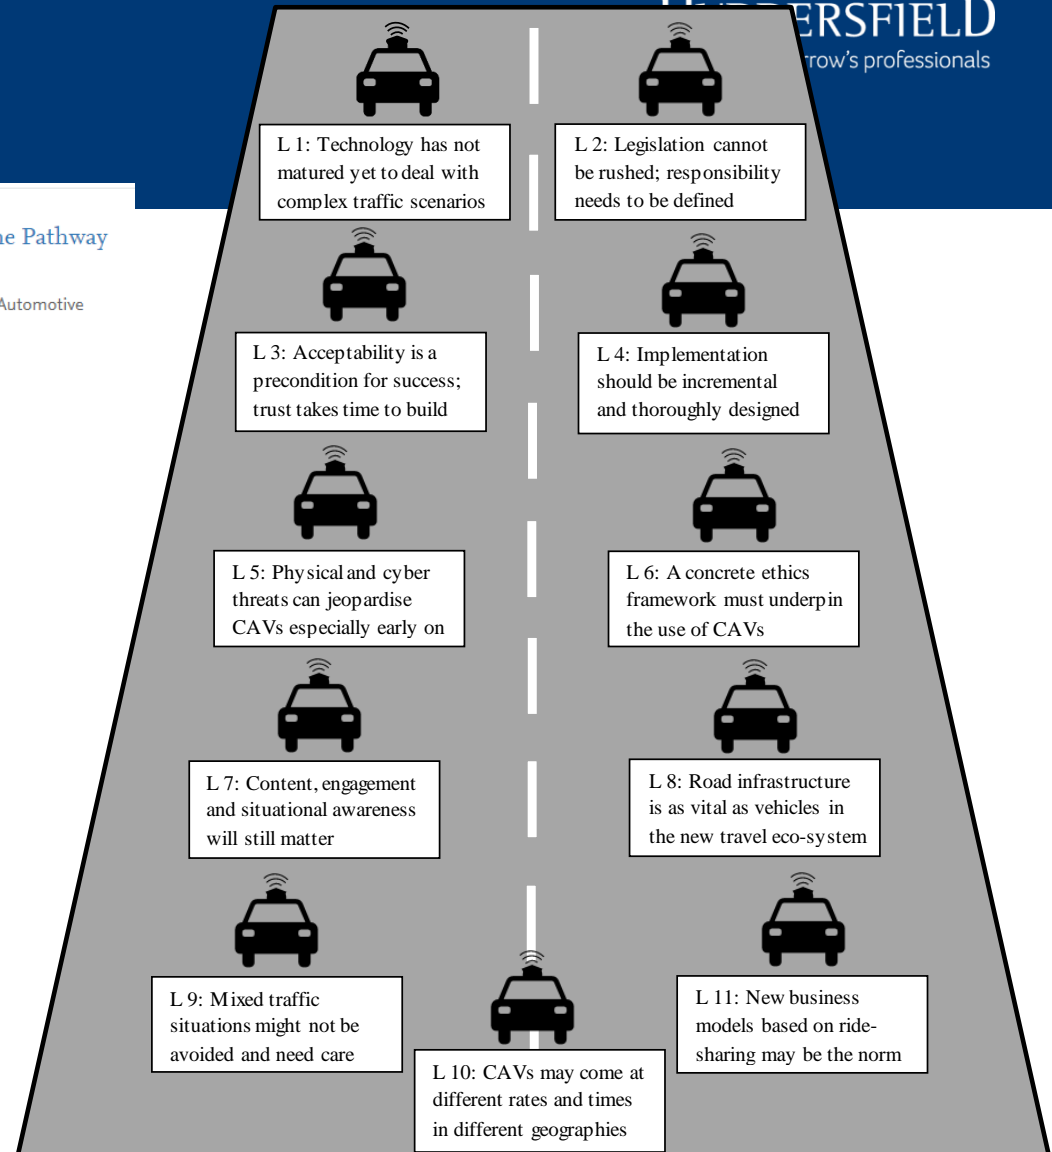 rrow's professionals
L 1: Technology has not
matured yet to deal with
complex traffic scenarios
L 2: Legislation cannot
be rushed; responsibility
needs to be defined
Pathway
Automotive
L 3: Acceptability is a
precondition for success;
trust takes time to build
L 4: Implementation
should be incremental
and thoroughly designed
L 5: Physical and cyber
threats can jeopardise
CAVs especially early on
L 6: A concrete ethics
framework must underpin
the use of CAVs
L 7: Content, engagement
and situational awareness
will still matter
L 8: Road infrastructure
is as vital as vehicles in
the new travel eco-system
L 9: Mixed traffic
situations might not be
avoided and need care
L 10: CAVs may come at
different rates and times
in different geographies
L 11: New business
models based on ride-
sharing may be the norm